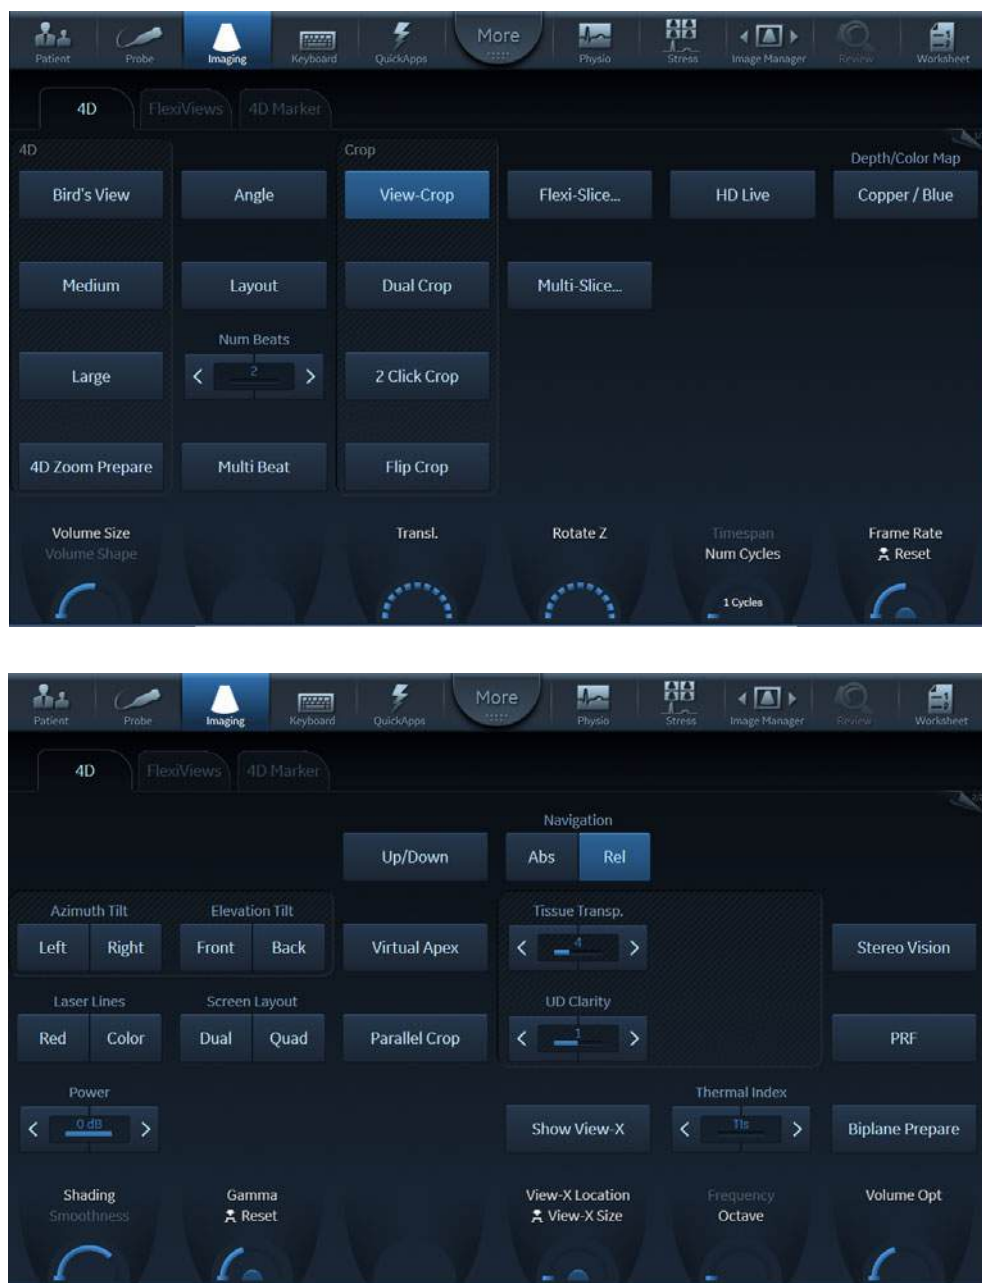 Patient Probe Imaging Keyboard QuickApps More Physio Stress Image Manager Review Worksheet
4D FlexiViews 4D Marker
4D Crop
Depth/Color Map
Bird's View Angle View-Crop Flexi-Slice... HD Live Copper / Blue
Medium Layout Dual Crop Multi-Slice...
Num Beats
Large 2 2 Click Crop
4D Zoom Prepare Multi Beat Flip Crop
Volume Size Transl. Rotate Z Timespan Frame Rate
Volume Shape Num Cycles Reset
1 Cycles
Patient Probe Imaging Keyboard QuickApps More Physio Stress Image Manager Review Worksheet
4D FlexiViews 4D Marker
Navigation
Up/Down Abs Rel
Azimuth Tilt Elevation Tilt Tissue Transp.
Left Right Front Back Virtual Apex 4 Stereo Vision
Laser Lines Screen Layout UD Clarity
Red Color Dual Quad Parallel Crop 1 PRF
Power Thermal Index
0 dB Show View-X TIs Biplane Prepare
Shading Gamma View-X Location Frequency Volume Opt
Smoothness Reset View-X Size Octave